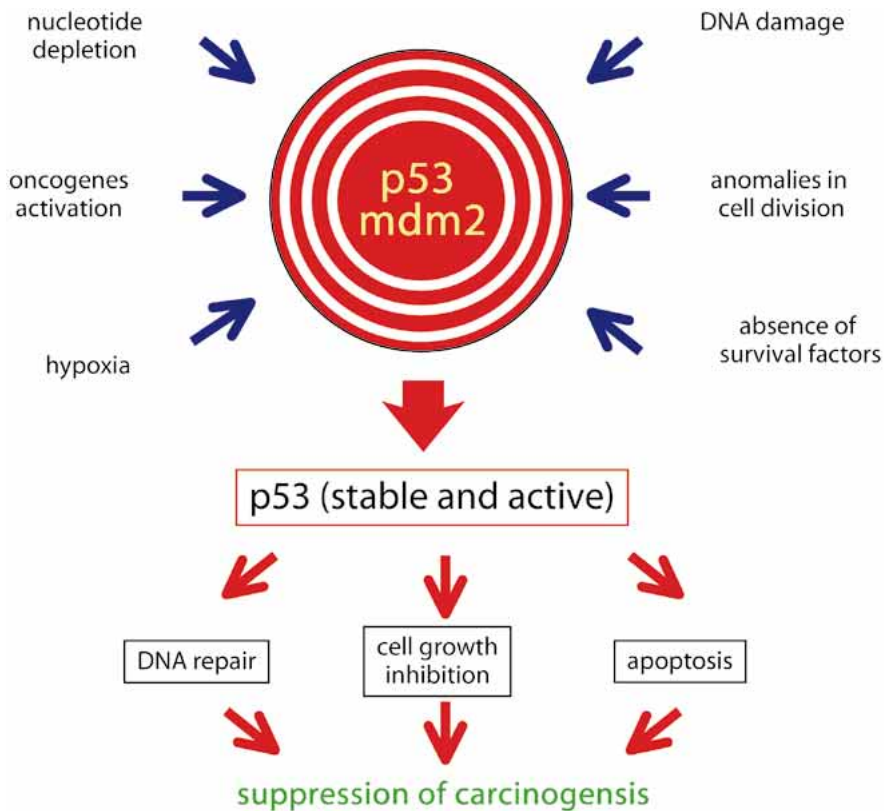 nucleotide
depletion
DNA damage
oncogenes
activation
p53
mdm2
anomalies in
cell division
hypoxia
absence of
survival factors
p53 (stable and active)
DNA repair
cell growth
inhibition
apoptosis
suppression of carcinogensis